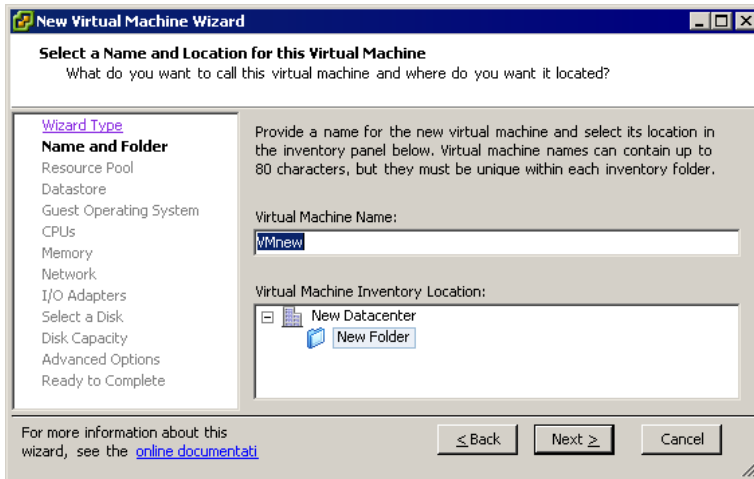 New Virtual Machine Wizard
Select a Name and Location for this Virtual Machine
What do you want to call this virtual machine and where do you want it located?
Wizard Type
Name and Folder
Resource Pool
Datastore
Guest Operating System
CPUs
Memory
Network
I/O Adapters
Select a Disk
Disk Capacity
Advanced Options
Ready to Complete
Provide a name for the new virtual machine and select its location in
the inventory panel below. Virtual machine names can contain up to
80 characters, but they must be unique within each inventory folder.
Virtual Machine Name:
VMnew
Virtual Machine Inventory Location:
New Datacenter
New Folder
For more information about this
wizard, see the online documentati
< Back
Next >
Cancel